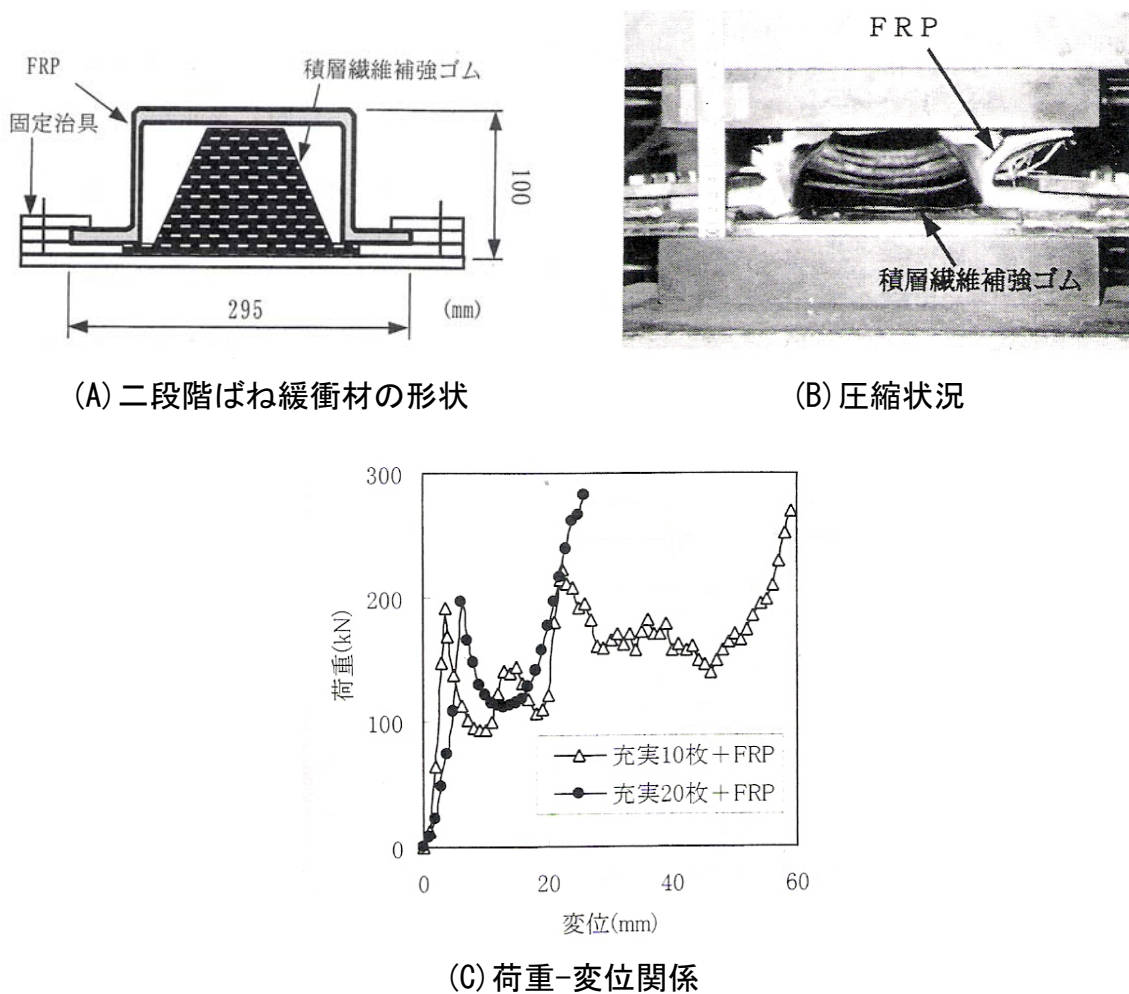 FRP
積層繊維補強ゴム
固定治具
100
295
(mm)
(A)二段階ばね緩衝材の形状
FRP
積層繊維補強ゴム
(B)圧縮状況
300
200
100
0
荷重(kN)
充実10枚＋FRP
充実20枚＋FRP
0
20
40
60
変位(mm)
(C)荷重-変位関係